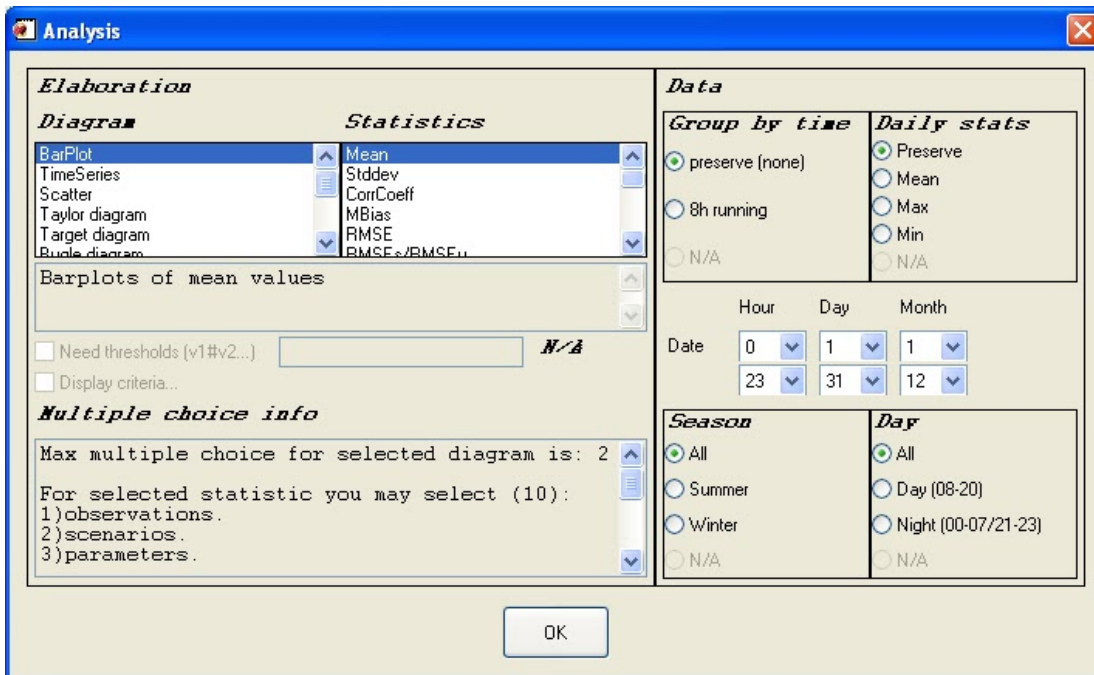 Analysis
Elaboration
Diagram
Statistics
BarPlot
TimeSeries
Scatter
Taylor diagram
Target diagram
Bugle diagram
Mean
Stddev
CorrCoeff
MBias
RMSE
RMSEs/RMSEu
Barplots of mean values
Need thresholds (v1#v2...)
N/A
Display criteria...
Multiple choice info
Max multiple choice for selected diagram is: 2
For selected statistic you may select (10):
1)observations.
2)scenarios.
3)parameters.
Data
Group by time
preserve (none)
8h running
N/A
Daily stats
Preserve
Mean
Max
Min
N/A
Hour Day Month
Date 0 1 1
23 31 12
Season
All
Summer
Winter
N/A
Day
All
Day (08-20)
Night (00-07/21-23)
N/A
OK